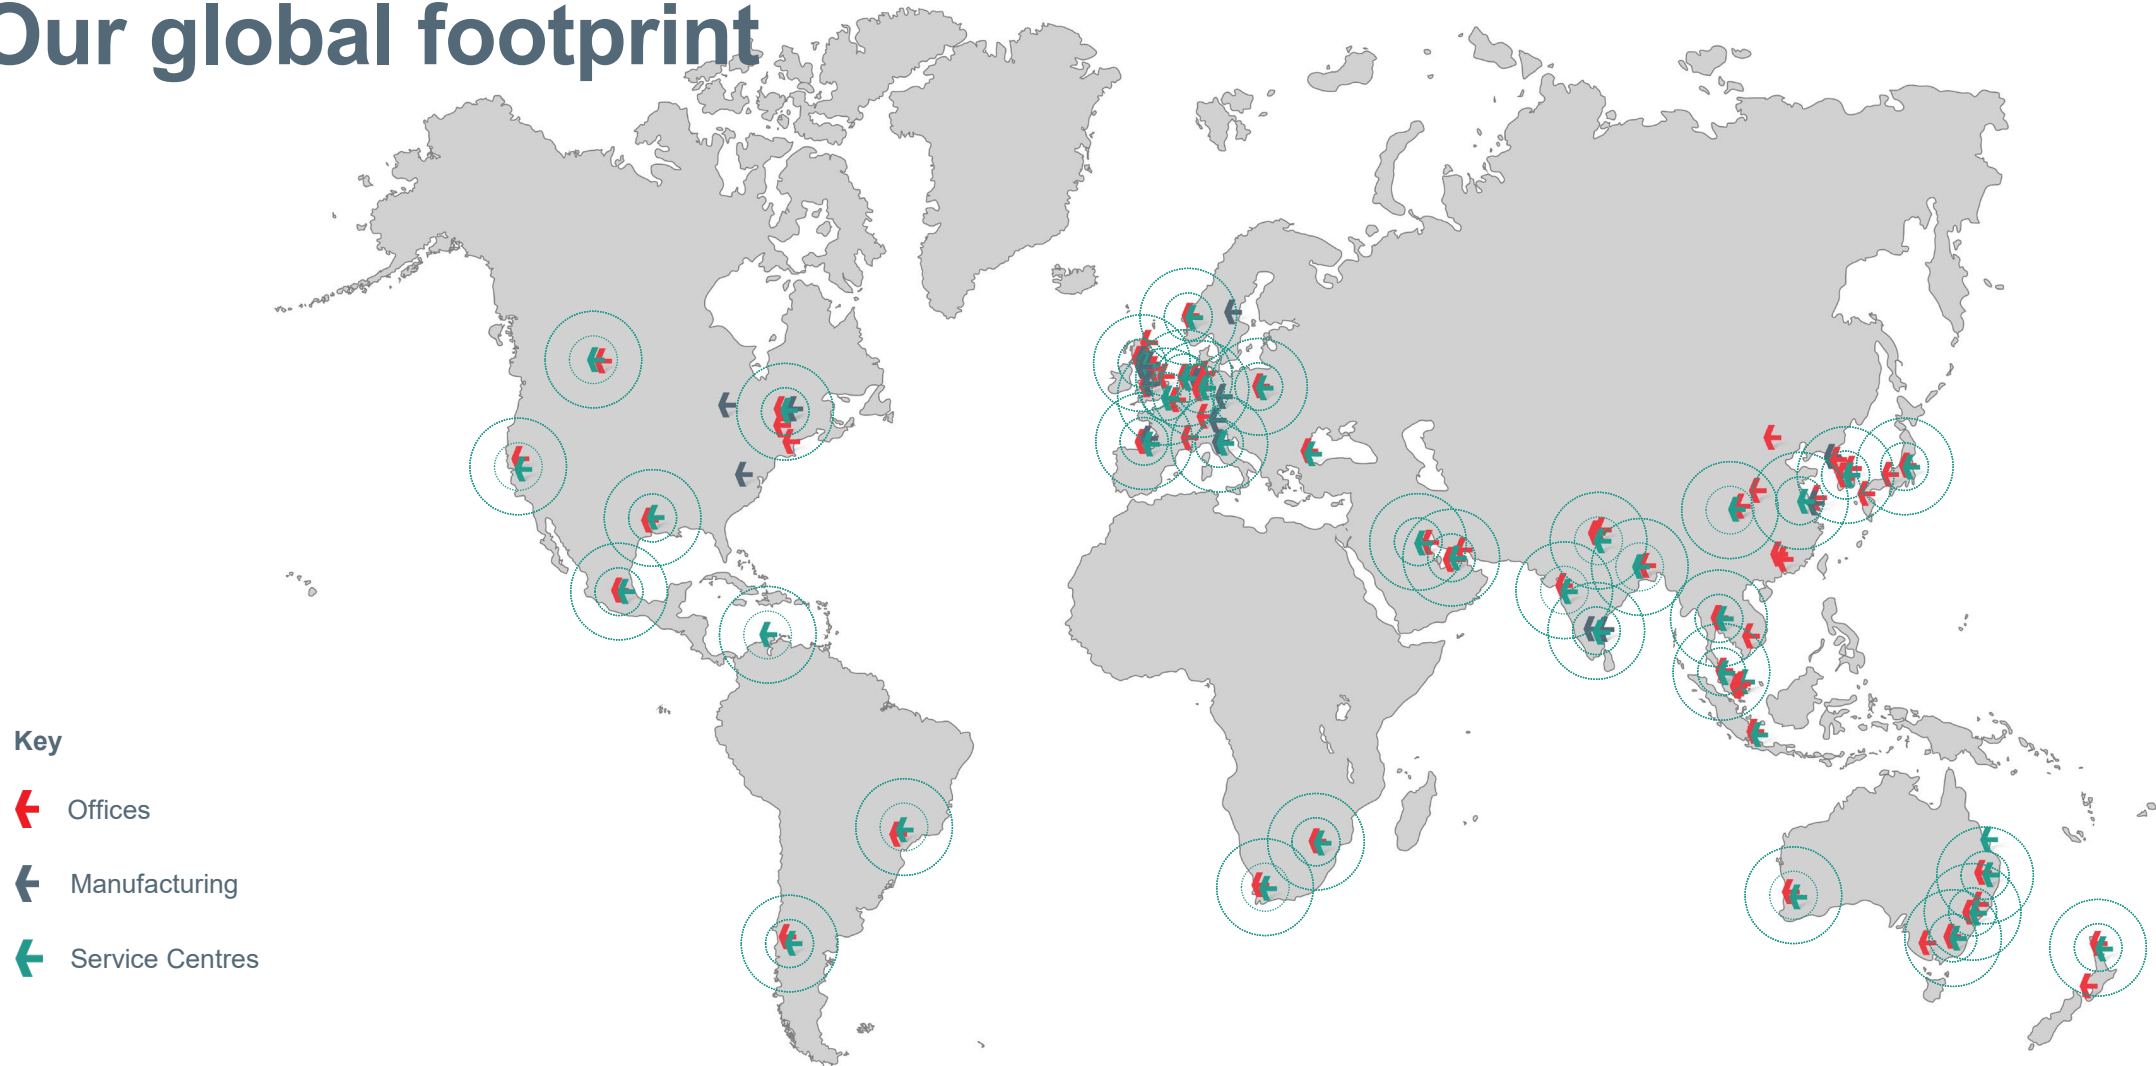 Our global footprint
Key
Offices
Manufacturing
Service Centres